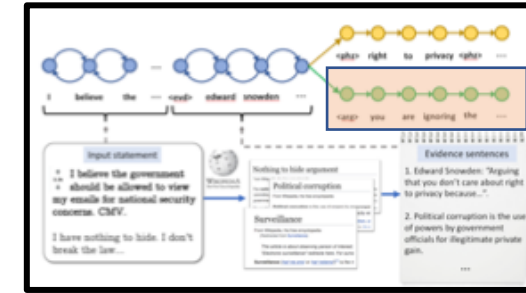 <phr> right to privacy <phr> ...
I believe the ... <evd> edward snowden ...
<arg> you are ignoring the ...
Input statement
I believe the government
should be allowed to view
my emails for national security
concerns. CMV.
I have nothing to hide. I don't
break the law...
WIKIPEDIA
Nothing to hide argument
Political corruption
Surveillance
Evidence sentences
1. Edward Snowden: "Arguing
that you don't care about right
to privacy because...".
2. Political corruption is the use
of powers by government
officials for illegitimate private
gain.
...